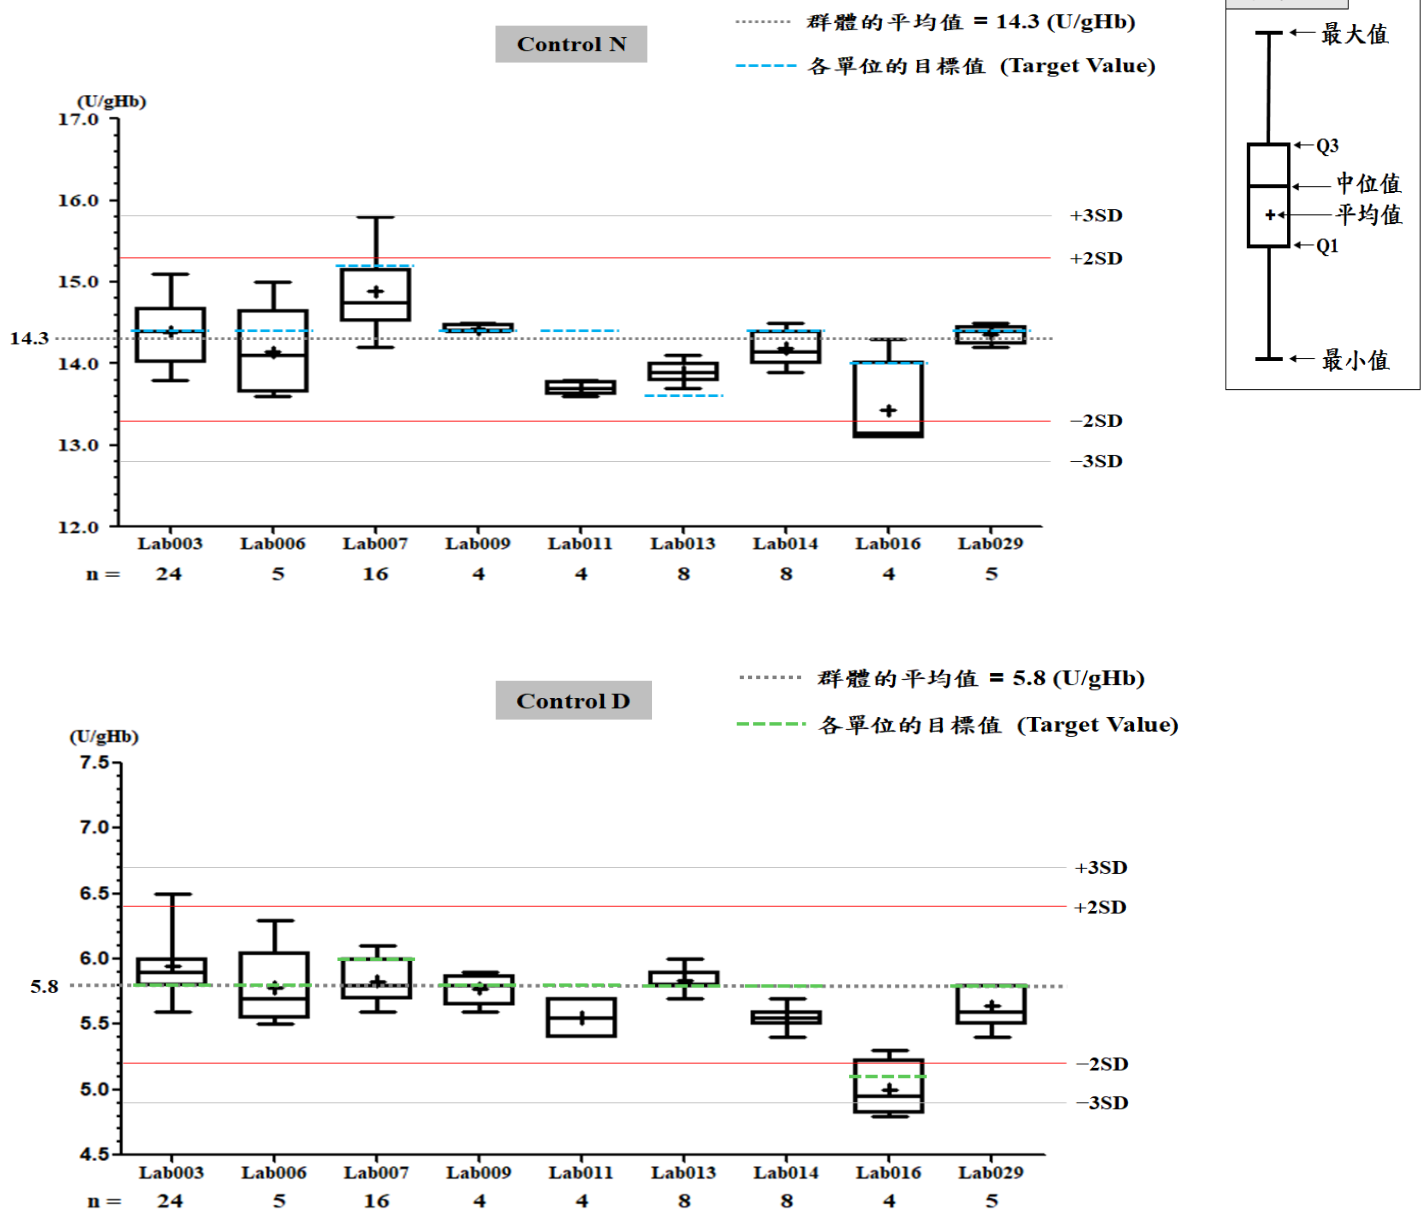 群體的平均值 = 14.3 (U/gHb)
Control N
各單位的目標值 (Target Value)
(U/gHb)
17.0
16.0
15.0
14.3
14.0
13.0
12.0
+3SD
+2SD
−2SD
−3SD
Lab003 Lab006 Lab007 Lab009 Lab011 Lab013 Lab014 Lab016 Lab029
n = 24 5 16 4 4 8 8 4 5
最大值
Q3
中位值
平均值
Q1
最小值
群體的平均值 = 5.8 (U/gHb)
Control D
各單位的目標值 (Target Value)
(U/gHb)
7.5
7.0
6.5
6.0
5.8
5.5
5.0
4.5
+3SD
+2SD
−2SD
−3SD
Lab003 Lab006 Lab007 Lab009 Lab011 Lab013 Lab014 Lab016 Lab029
n = 24 5 16 4 4 8 8 4 5